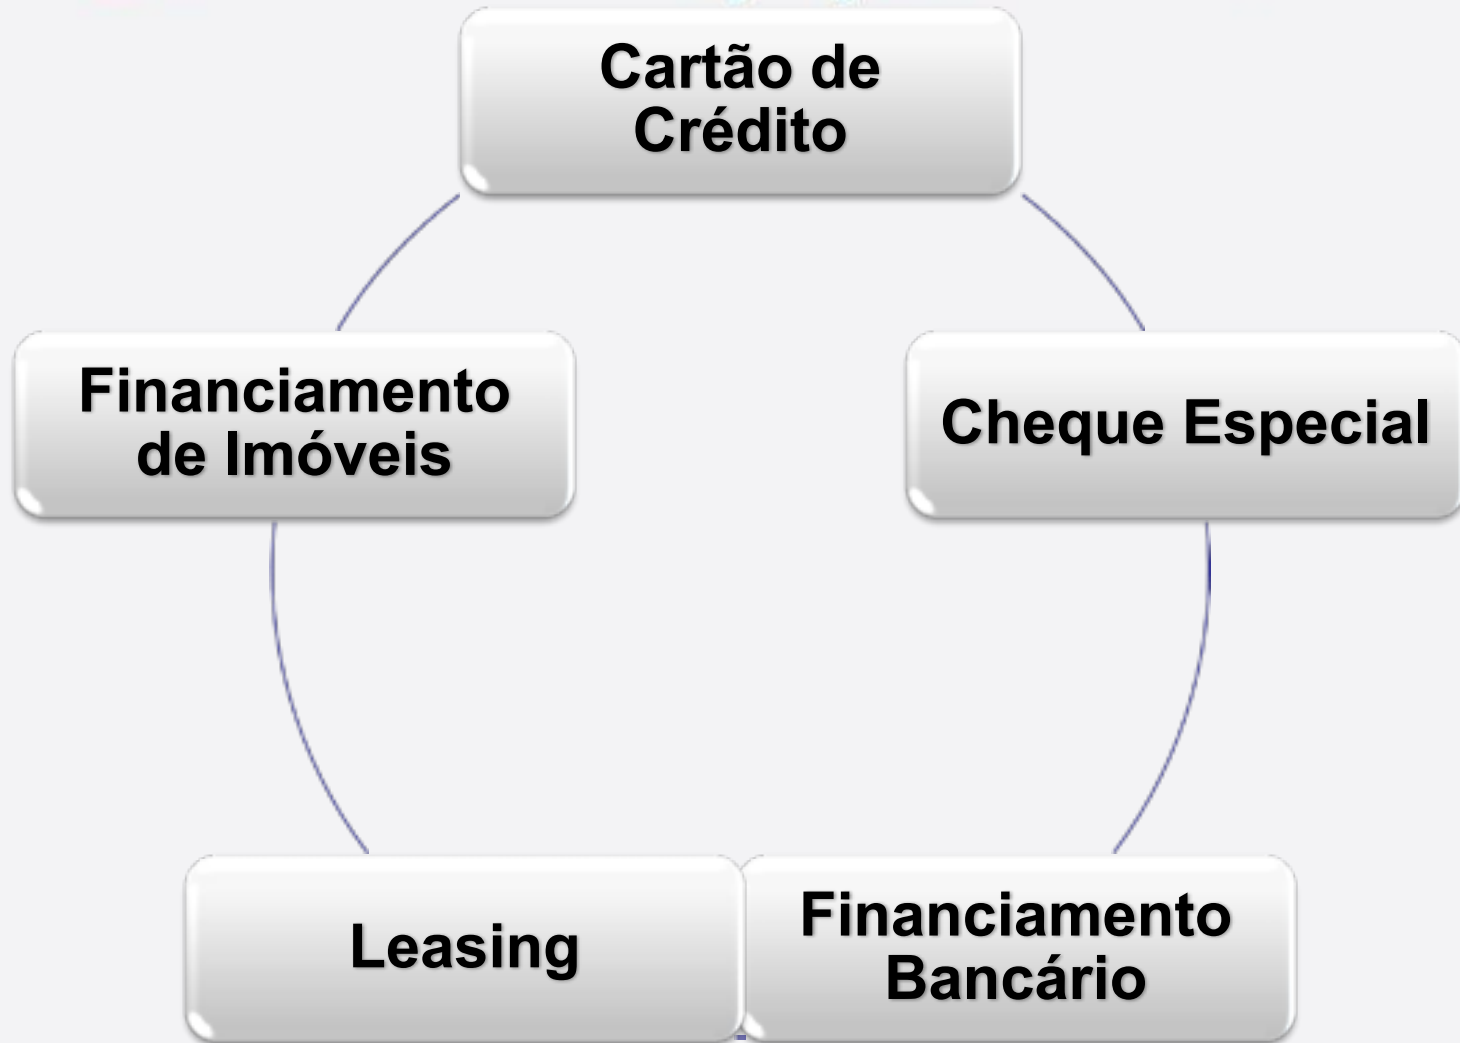 Cartão de
Crédito
Financiamento
de Imóveis
Cheque Especial
Leasing
Financiamento
Bancário